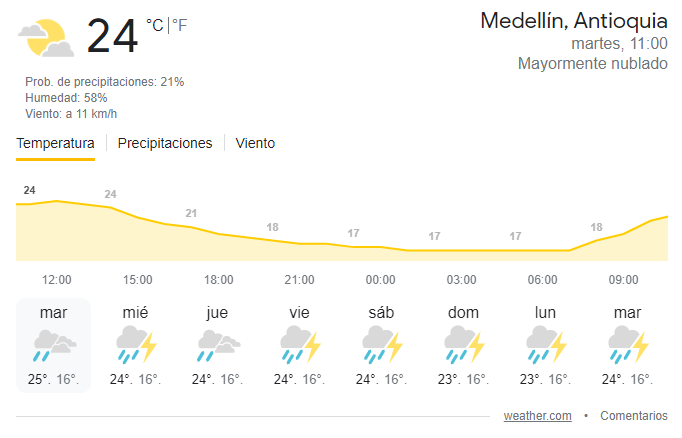 24 °C | °F
Prob. de precipitaciones: 21%
Humedad: 58%
Viento: a 11 km/h
Medellín, Antioquia
martes, 11:00
Mayormente nublado
Temperatura | Precipitaciones | Viento
24 24 21 18 17 17 17 18
12:00 15:00 18:00 21:00 00:00 03:00 06:00 09:00
mar mié jue vie sáb dom lun mar
25°. 16°. 24°. 16°. 24°. 16°. 24°. 16°. 24°. 16°. 23°. 16°. 23°. 16°. 24°. 16°.
weather.com • Comentarios